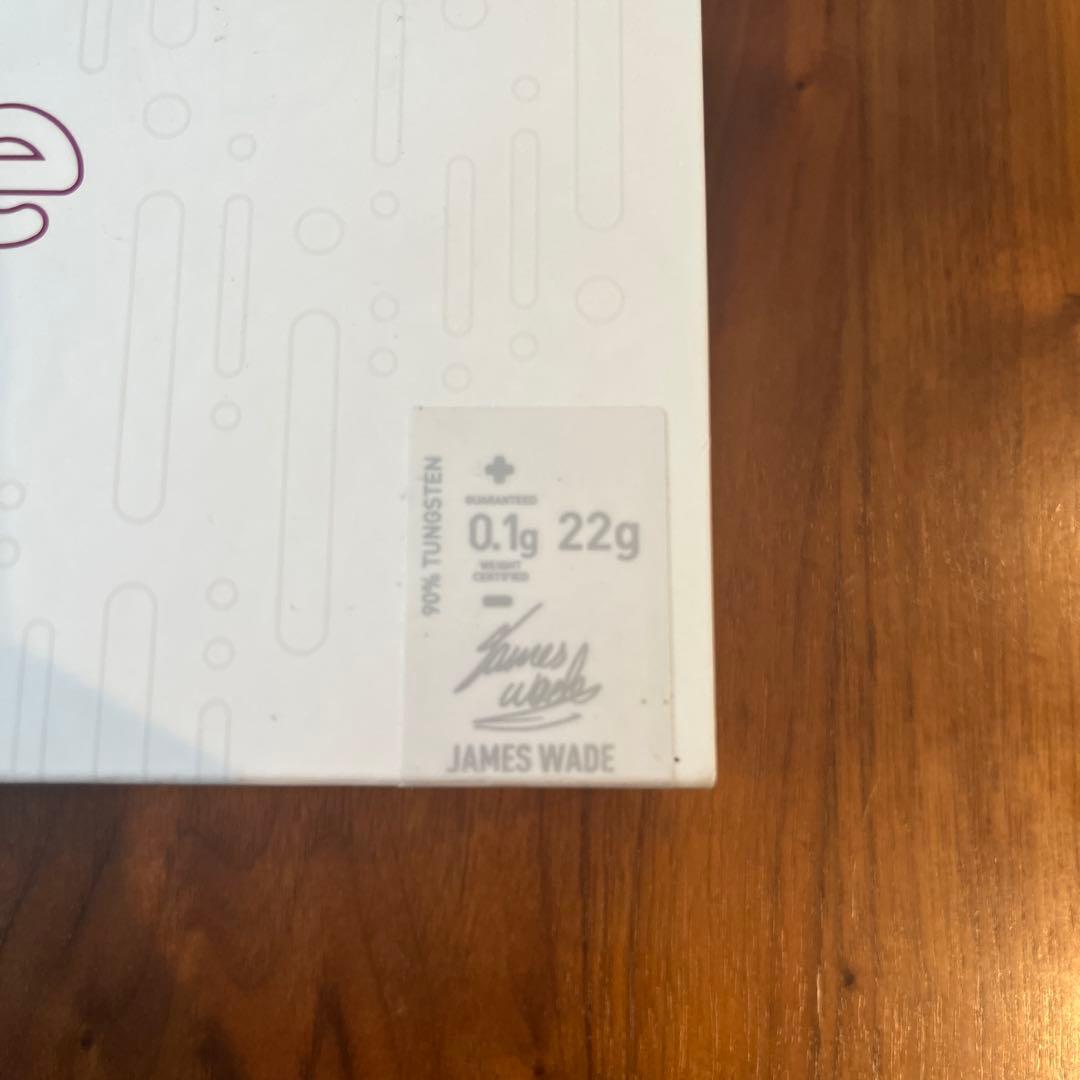 e
90% TUNGSTEN
GUARANTEED
0.1g 22g
WEIGHT
CERTIFIED
James
Wade
JAMES WADE